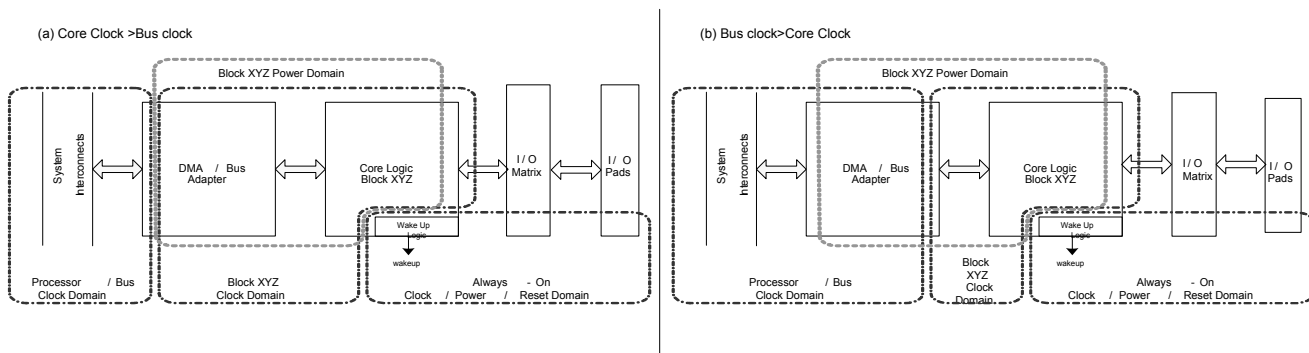 (a) Core Clock >Bus clock
Block XYZ Power Domain
System
Interconnects
DMA / Bus
Adapter
Core Logic
Block XYZ
I / O
Matrix
I / O
Pads
Wake Up
Logic
wakeup
Processor / Bus
Clock Domain
Block XYZ
Clock Domain
Always - On
Clock / Power / Reset Domain
(b) Bus clock>Core Clock
Block XYZ Power Domain
System
Interconnects
DMA / Bus
Adapter
Core Logic
Block XYZ
I / O
Matrix
I / O
Pads
Wake Up
Logic
wakeup
Processor / Bus
Clock Domain
Block
XYZ
Clock
Domain
Always - On
Clock / Power / Reset Domain